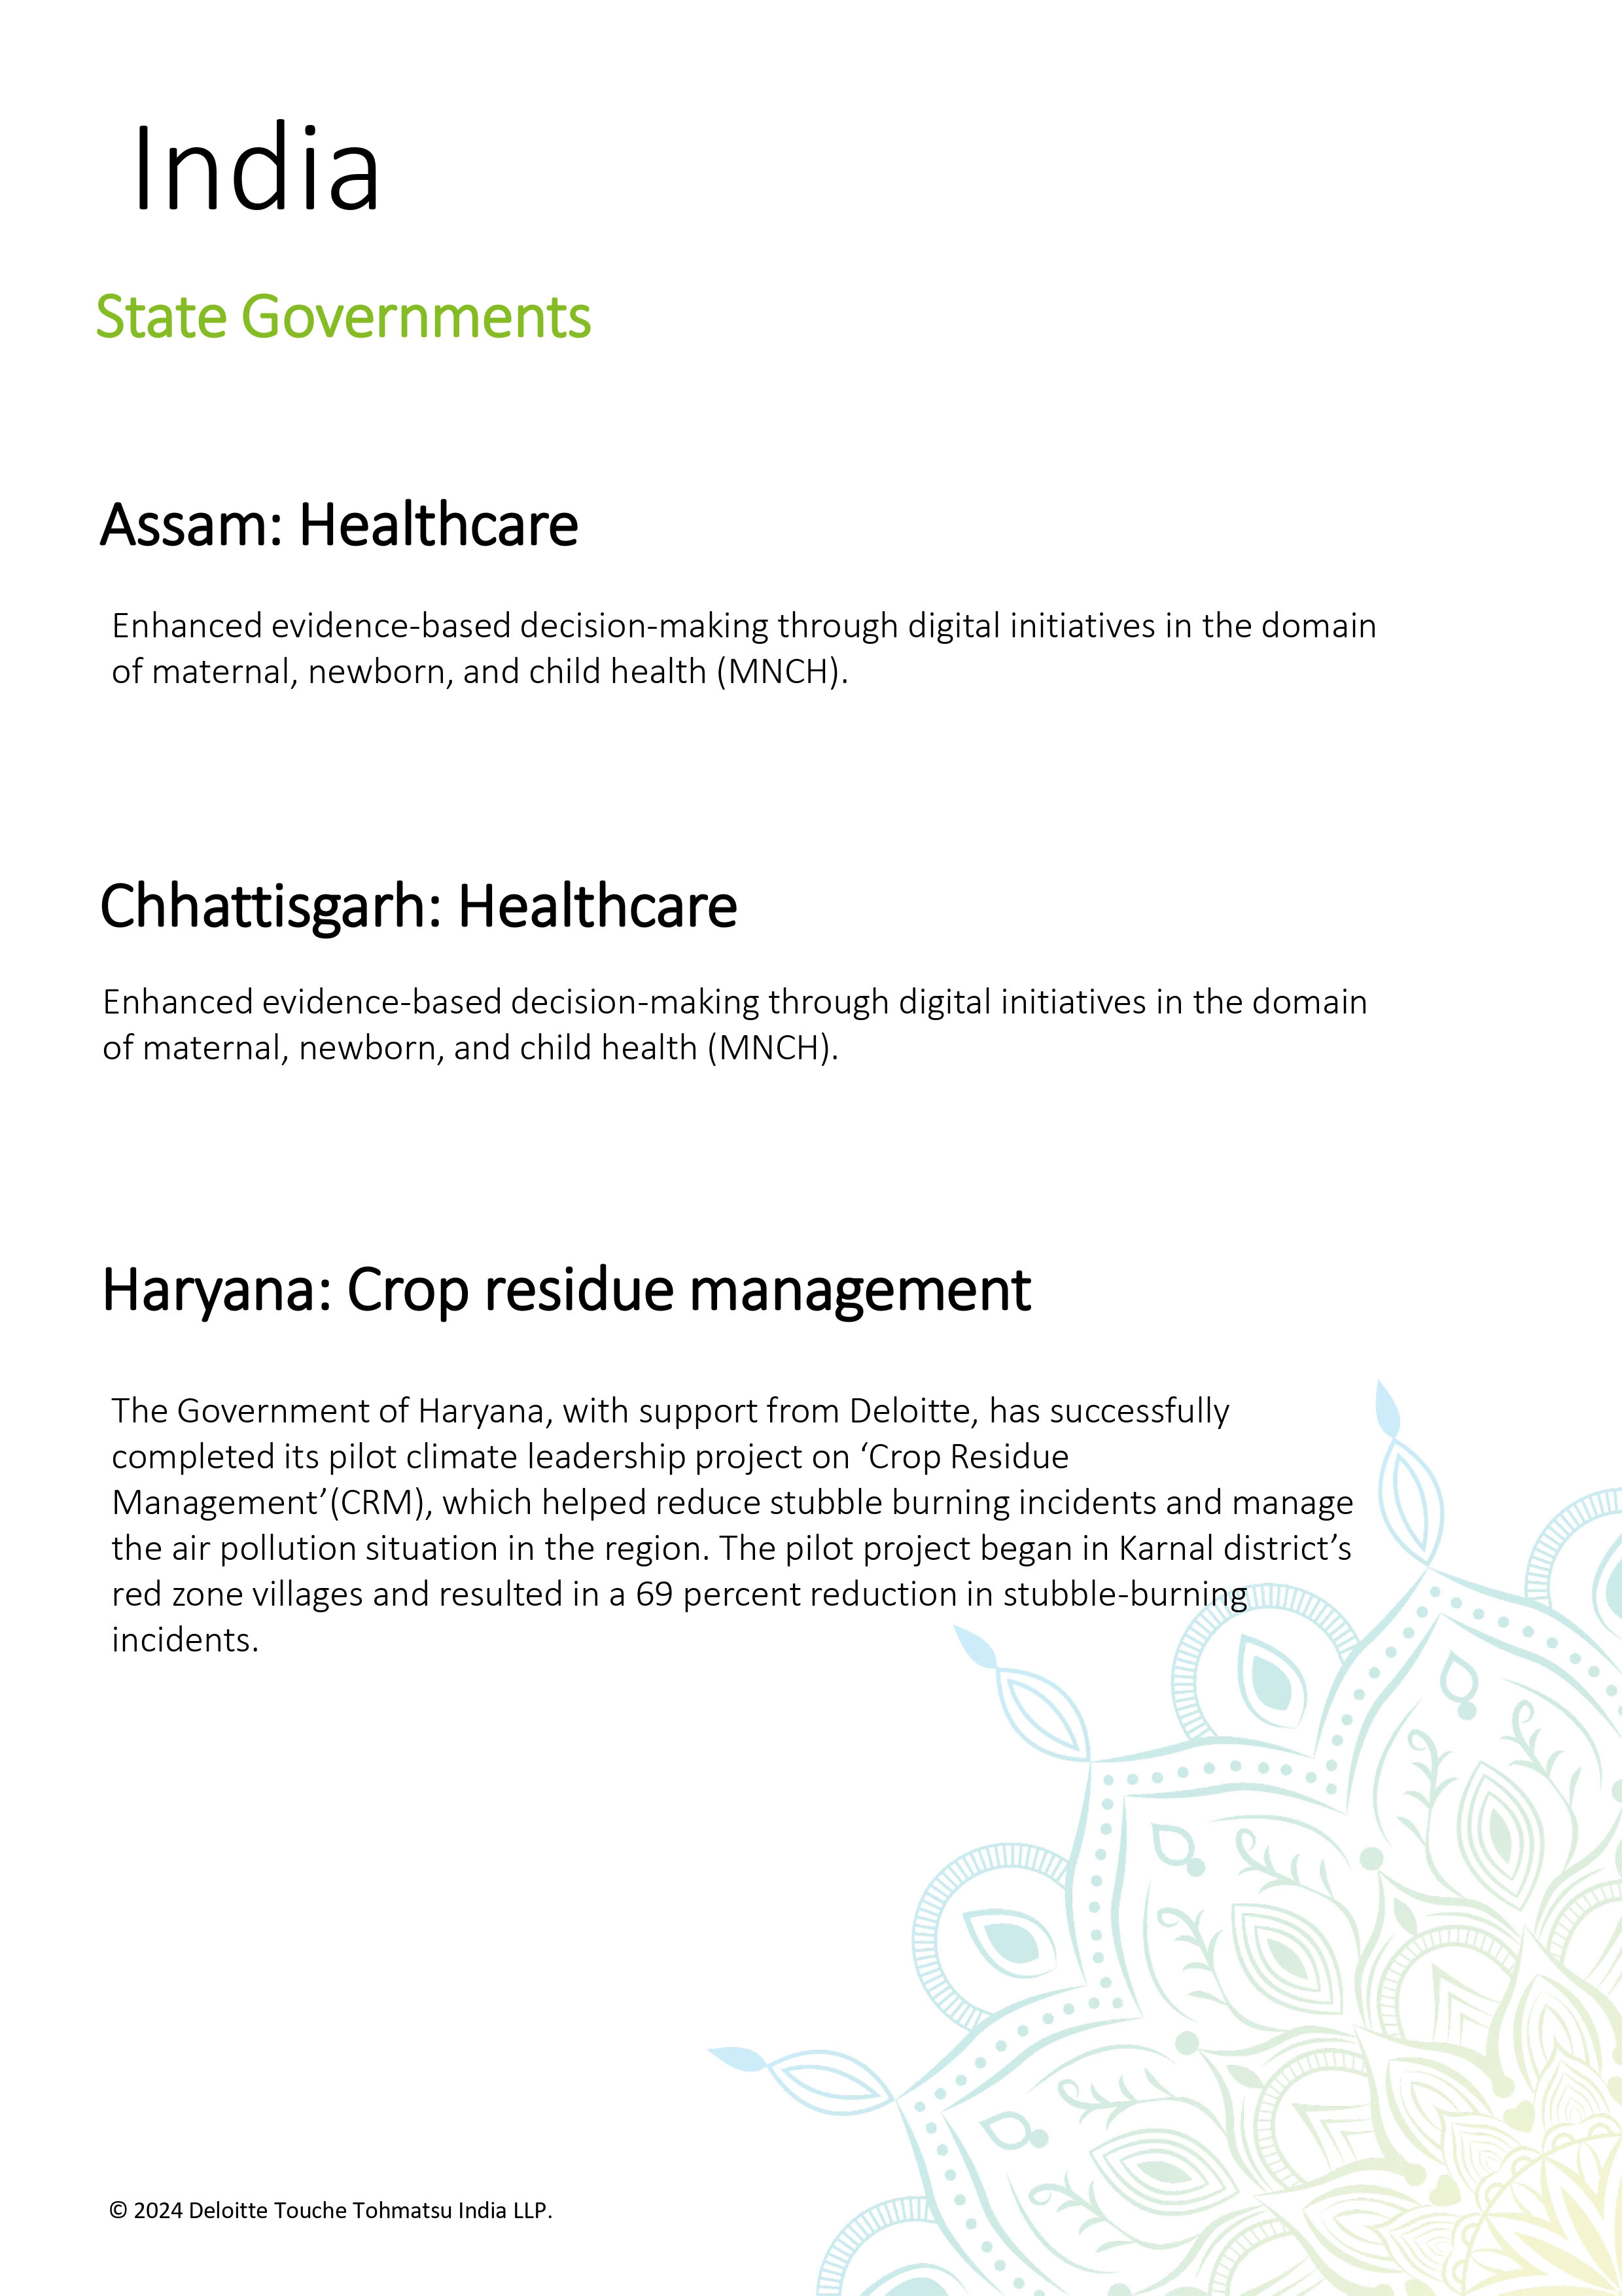 India
State Governments
Assam: Healthcare
Enhanced evidence-based decision-making through digital initiatives in the domain
of maternal, newborn, and child health (MNCH).
Chhattisgarh: Healthcare
Enhanced evidence-based decision-making through digital initiatives in the domain
of maternal, newborn, and child health (MNCH).
Haryana: Crop residue management
The Government of Haryana, with support from Deloitte, has successfully
completed its pilot climate leadership project on ‘Crop Residue
Management’(CRM), which helped reduce stubble burning incidents and manage
the air pollution situation in the region. The pilot project began in Karnal district’s
red zone villages and resulted in a 69 percent reduction in stubble-burning
incidents.
© 2024 Deloitte Touche Tohmatsu India LLP.